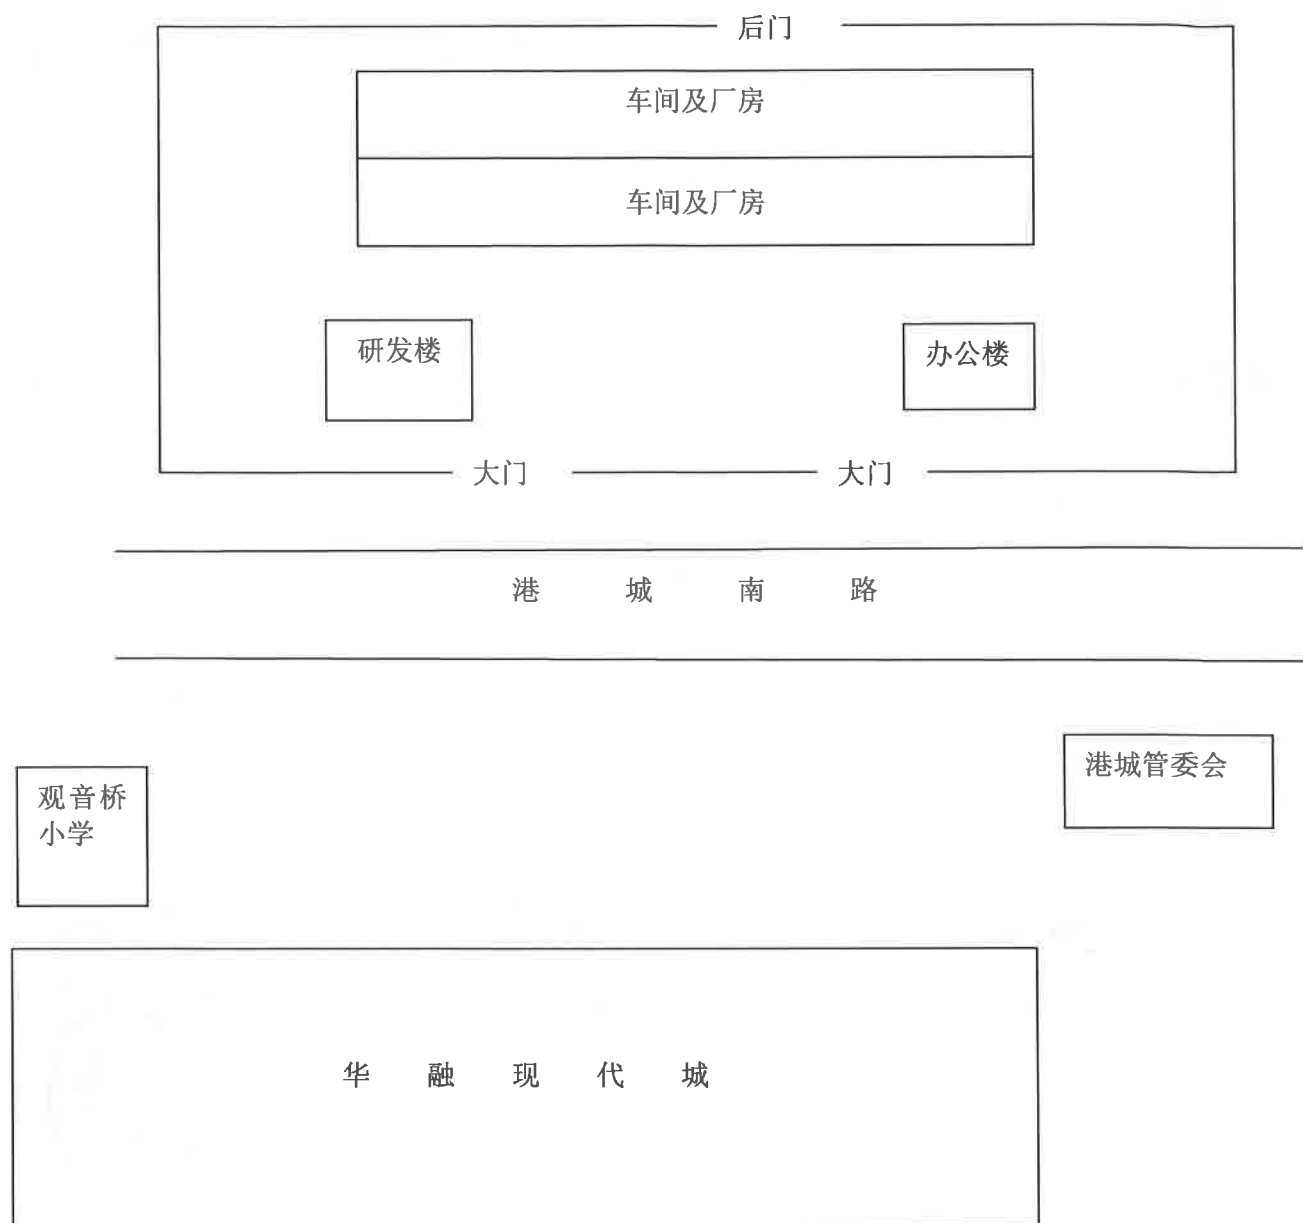 后门
车间及厂房
车间及厂房
研发楼
办公楼
大门
大门
港城南路
港城管委会
观音桥
小学
华融现代城